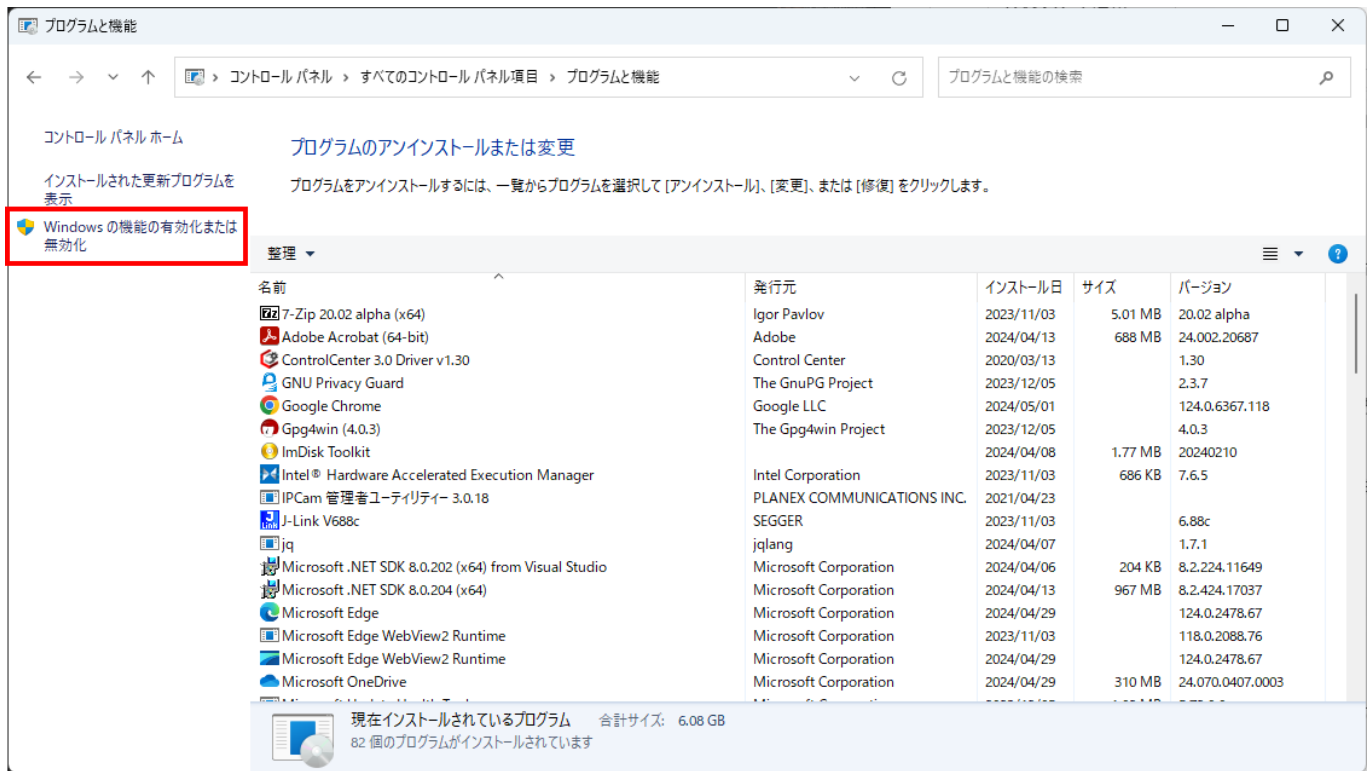 プログラムと機能
コントロール パネル › すべてのコントロール パネル項目 › プログラムと機能
プログラムと機能の検索
コントロール パネル ホーム
インストールされた更新プログラムを
表示
Windows の機能の有効化または
無効化
プログラムのアンインストールまたは変更
プログラムをアンインストールするには、一覧からプログラムを選択して [アンインストール]、[変更]、または [修復] をクリックします。
整理
名前 発行元 インストール日 サイズ バージョン
7-Zip 20.02 alpha (x64) Igor Pavlov 2023/11/03 5.01 MB 20.02 alpha
Adobe Acrobat (64-bit) Adobe 2024/04/13 688 MB 24.002.20687
ControlCenter 3.0 Driver v1.30 Control Center 2020/03/13 1.30
GNU Privacy Guard The GnuPG Project 2023/12/05 2.3.7
Google Chrome Google LLC 2024/05/01 124.0.6367.118
Gpg4win (4.0.3) The Gpg4win Project 2023/12/05 4.0.3
ImDisk Toolkit 2024/04/08 1.77 MB 20240210
Intel® Hardware Accelerated Execution Manager Intel Corporation 2023/11/03 686 KB 7.6.5
IPCam 管理者ユーティリティー 3.0.18 PLANEX COMMUNICATIONS INC. 2021/04/23
J-Link V688c SEGGER 2023/11/03 6.88c
jq jqlang 2024/04/07 1.7.1
Microsoft .NET SDK 8.0.202 (x64) from Visual Studio Microsoft Corporation 2024/04/06 204 KB 8.2.224.11649
Microsoft .NET SDK 8.0.204 (x64) Microsoft Corporation 2024/04/13 967 MB 8.2.424.17037
Microsoft Edge Microsoft Corporation 2024/04/29 124.0.2478.67
Microsoft Edge WebView2 Runtime Microsoft Corporation 2023/11/03 118.0.2088.76
Microsoft Edge WebView2 Runtime Microsoft Corporation 2024/04/29 124.0.2478.67
Microsoft OneDrive Microsoft Corporation 2024/04/29 310 MB 24.070.0407.0003
現在インストールされているプログラム 合計サイズ: 6.08 GB
82 個のプログラムがインストールされています